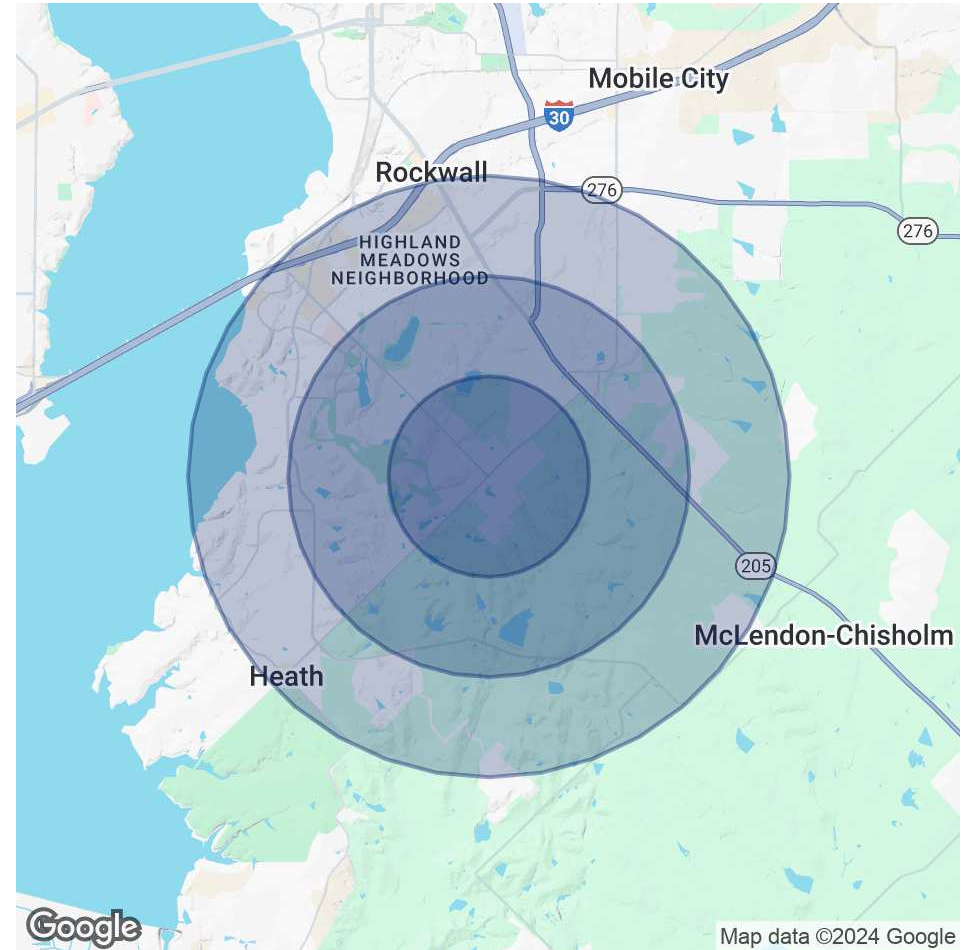 Mobile City
30
Rockwall
276
276
HIGHLAND
MEADOWS
NEIGHBORHOOD
205
McLendon-Chisholm
Heath
Google
Map data ©2024 Google